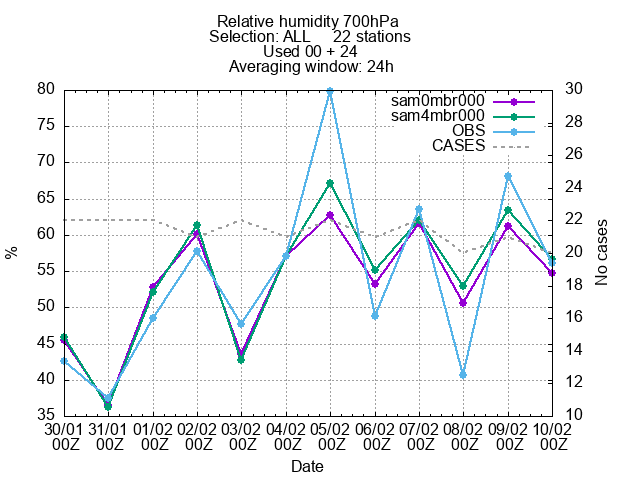 Relative humidity 700hPa
Selection: ALL     22 stations
Used 00 + 24
Averaging window: 24h
sam0mbr000
sam4mbr000
OBS
CASES
80
75
70
65
60
55
50
45
40
35
%
30
28
26
24
22
20
18
16
14
12
10
No cases
30/01 31/01 01/02 02/02 03/02 04/02 05/02 06/02 07/02 08/02 09/02 10/02
00Z 00Z 00Z 00Z 00Z 00Z 00Z 00Z 00Z 00Z 00Z 00Z
Date